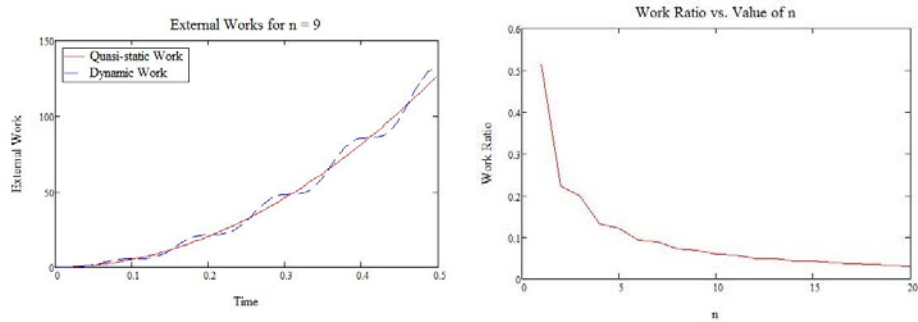 External Works for n = 9
150
100
50
0
External Work
Quasi-static Work
Dynamic Work
0 0.1 0.2 0.3 0.4 0.5
Time
Work Ratio vs. Value of n
0.6
0.5
0.4
0.3
0.2
0.1
0
Work Ratio
0 5 10 15 20
n